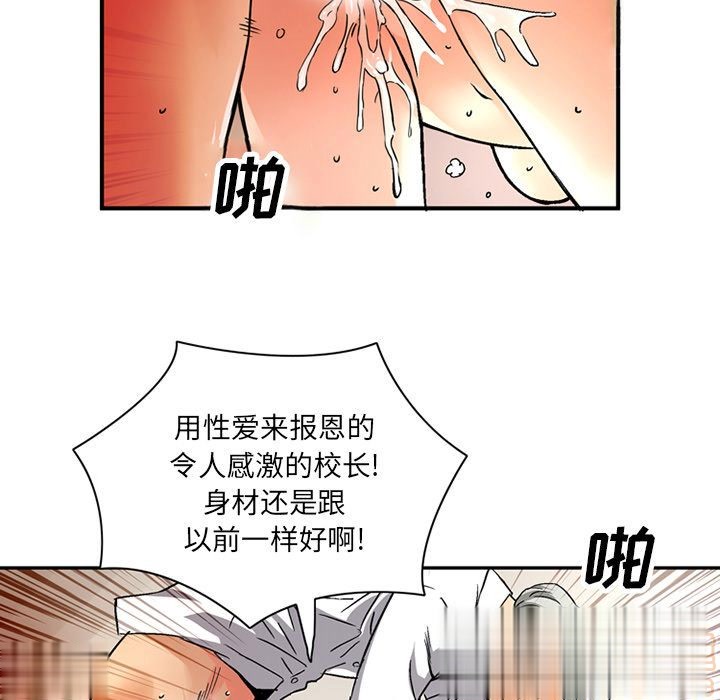 啪
用性爱来报恩的
令人感激的校长!
身材还是跟
以前一样好啊!
啪